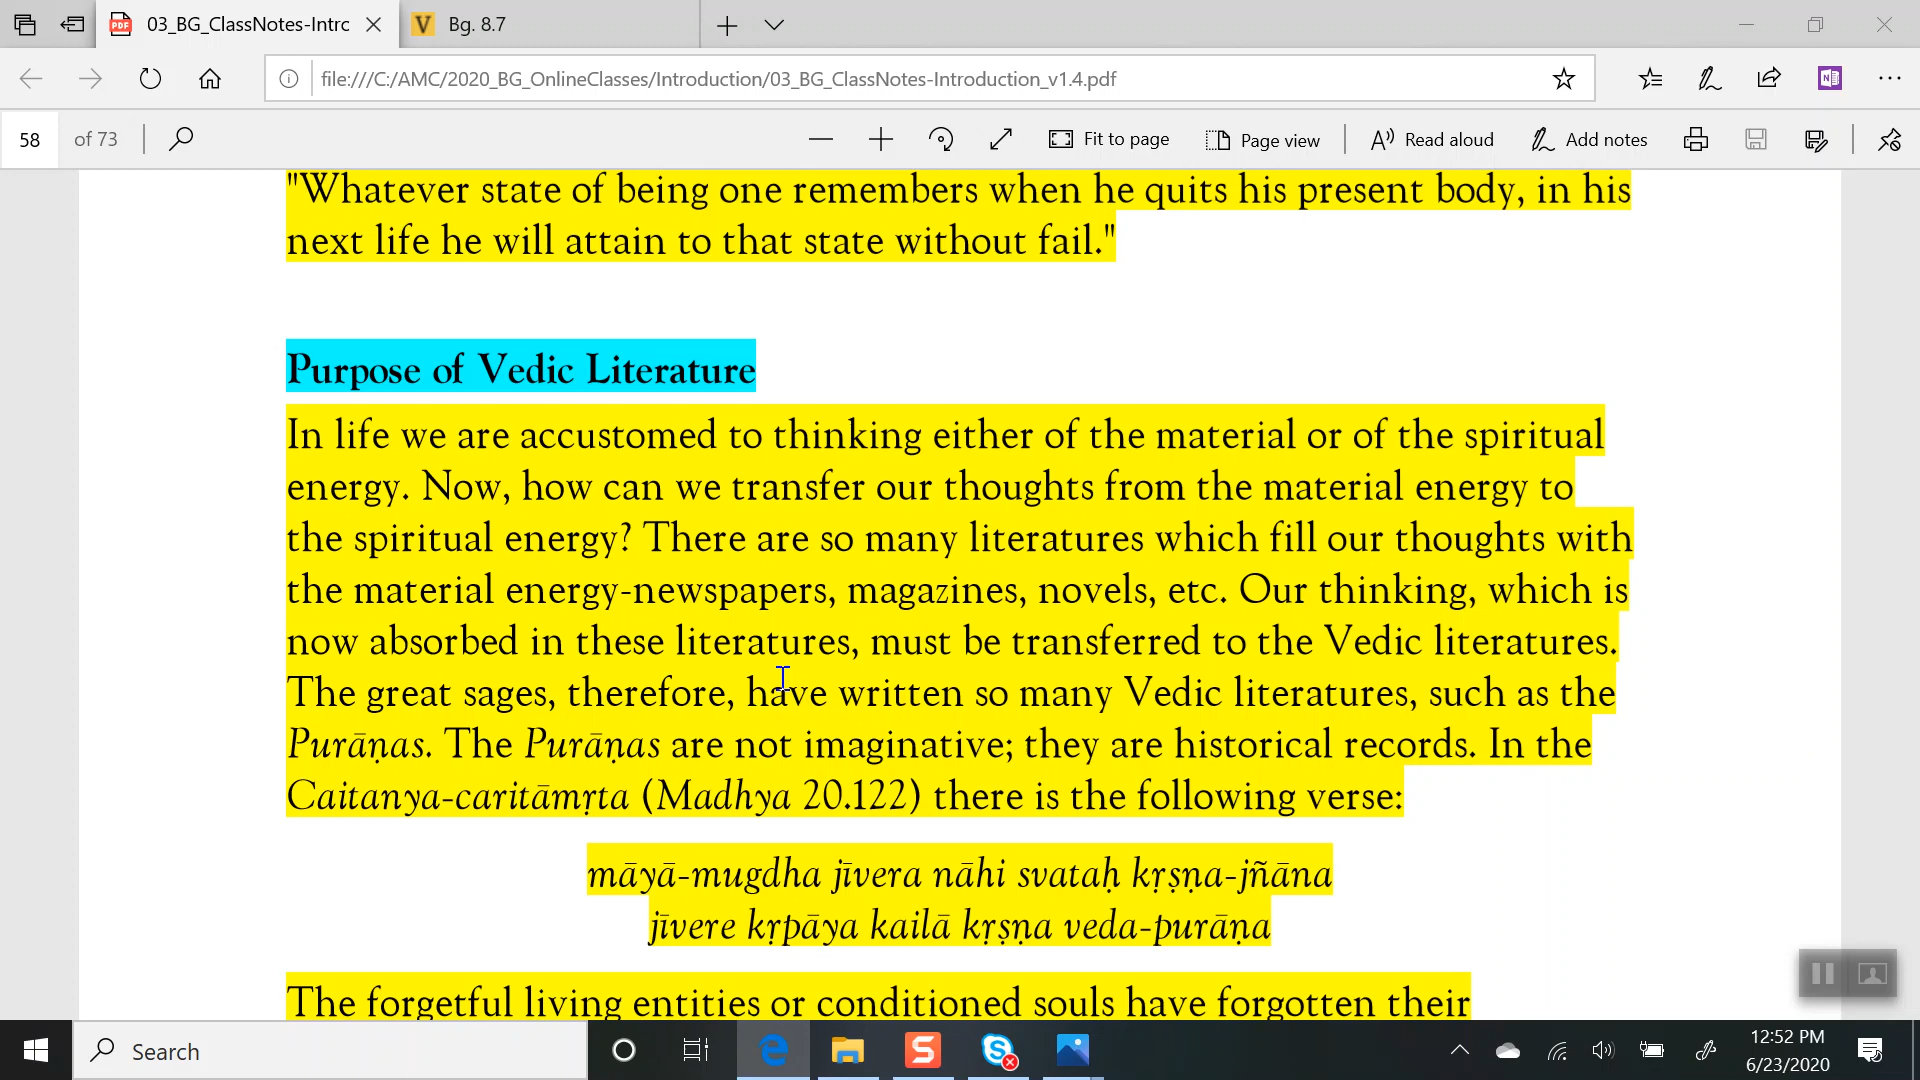 03_BG_ClassNotes-Intrc
Bg. 8.7
file:///C:/AMC/2020_BG_OnlineClasses/Introduction/03_BG_ClassNotes-Introduction_v1.4.pdf
58 of 73
Fit to page
Page view
Read aloud
Add notes
"Whatever state of being one remembers when he quits his present body, in his
next life he will attain to that state without fail."
Purpose of Vedic Literature
In life we are accustomed to thinking either of the material or of the spiritual
energy. Now, how can we transfer our thoughts from the material energy to
the spiritual energy? There are so many literatures which fill our thoughts with
the material energy-newspapers, magazines, novels, etc. Our thinking, which is
now absorbed in these literatures, must be transferred to the Vedic literatures.
The great sages, therefore, have written so many Vedic literatures, such as the
Purāṇas. The Purāṇas are not imaginative; they are historical records. In the
Caitanya-caritāmṛta (Madhya 20.122) there is the following verse:
māyā-mugdha jīvera nāhi svataḥ kṛṣṇa-jñāna
jīvere kṛpāya kailā kṛṣṇa veda-purāṇa
The forgetful living entities or conditioned souls have forgotten their
Search
12:52 PM
6/23/2020